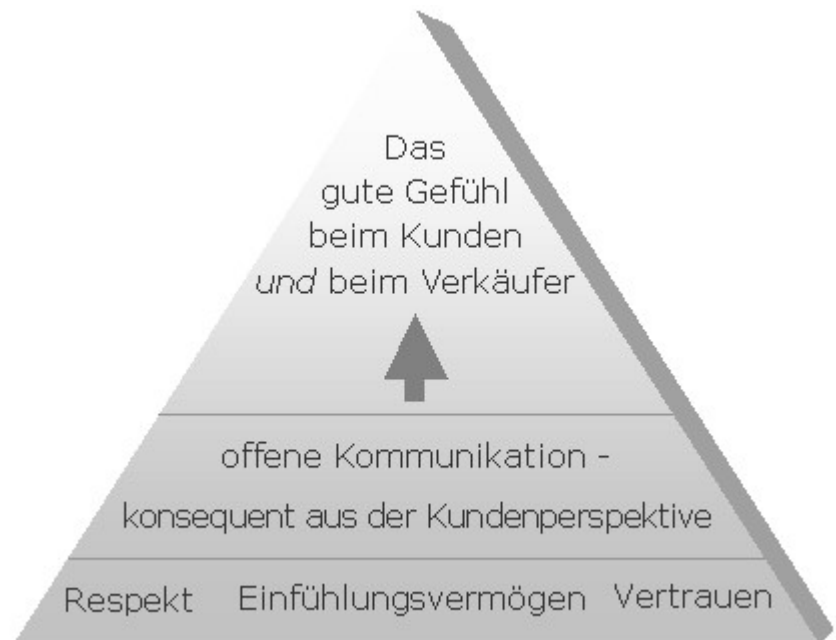 Das
gute Gefühl
beim Kunden
und beim Verkäufer
offene Kommunikation -
konsequent aus der Kundenperspektive
Respekt Einfühlungsvermögen Vertrauen